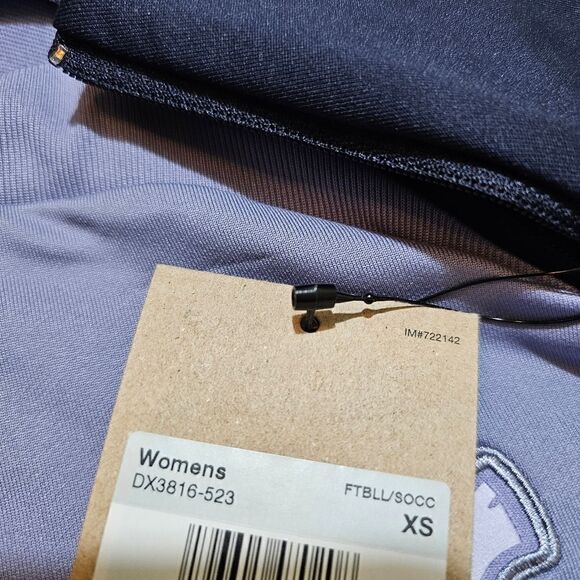 IM#722142
Womens
DX3816-523
FTBLL/SOCC
XS